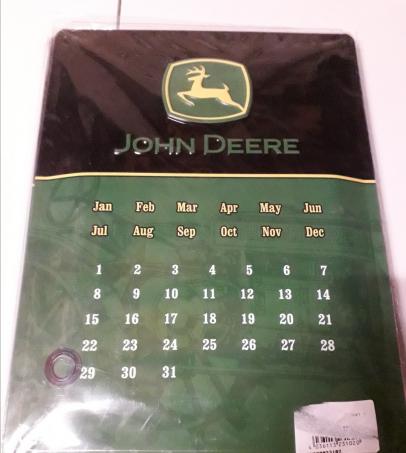 JOHN DEERE
Jan Feb Mar Apr May Jun
Jul Aug Sep Oct Nov Dec
1 2 3 4 5 6 7
8 9 10 11 12 13 14
15 16 17 18 19 20 21
22 23 24 25 26 27 28
29 30 31